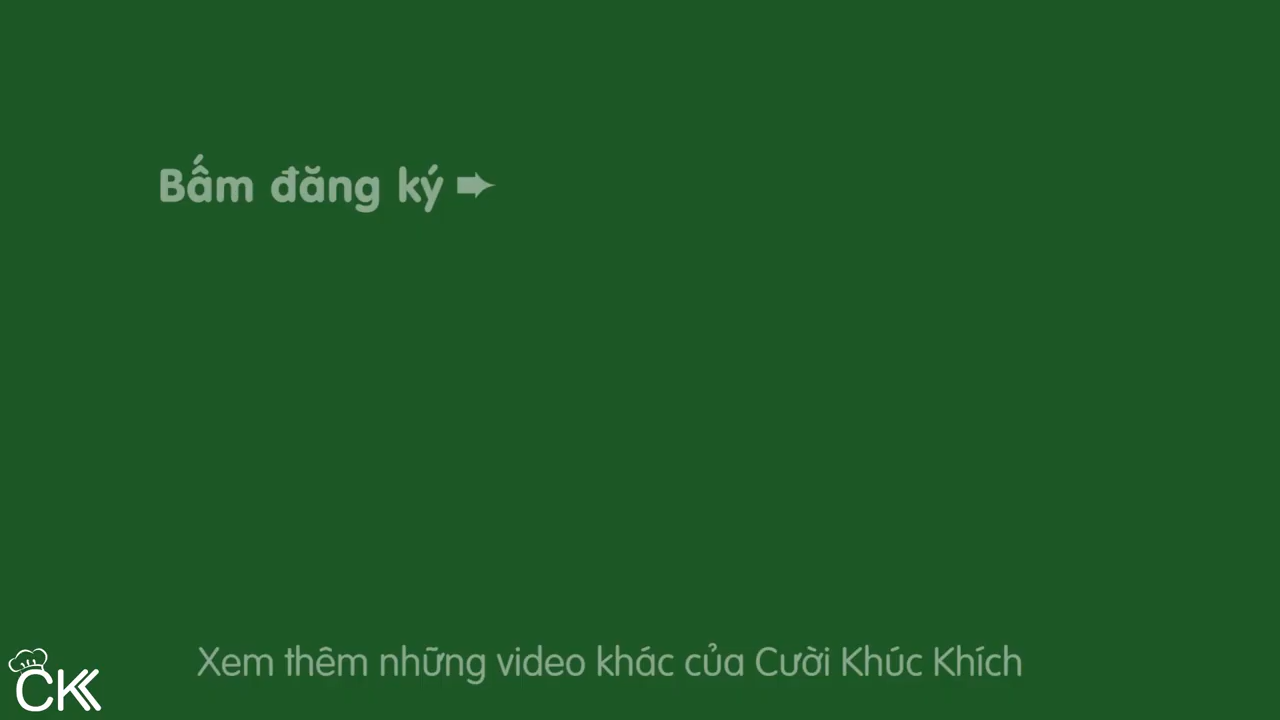 Bấm đăng ký
Xem thêm những video khác của Cười Khúc Khích
CKK